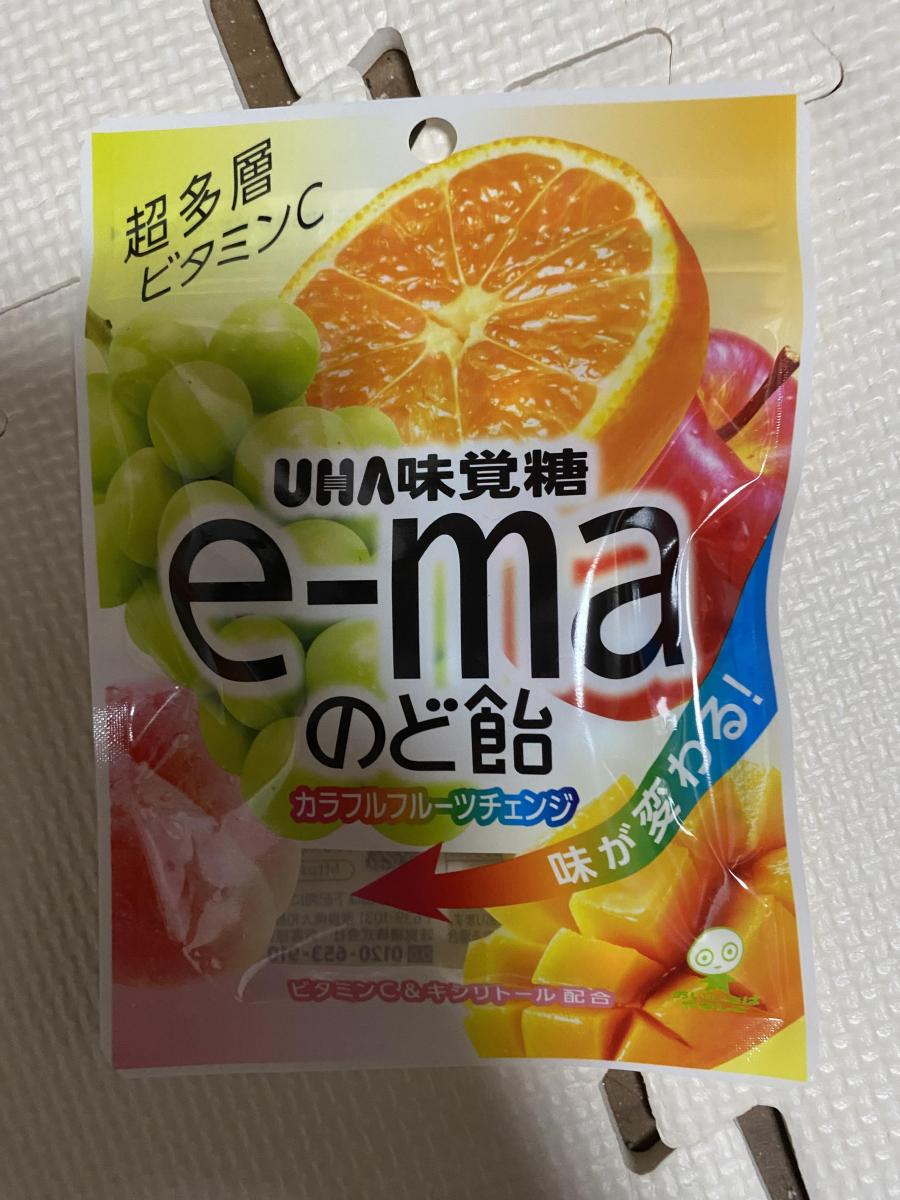 超多層
ビタミンC
UHA味覚糖
e-ma
のど飴
カラフルフルーツチェンジ
味が変わる!
0120-653-910
ビタミンC&キシリトール 配合